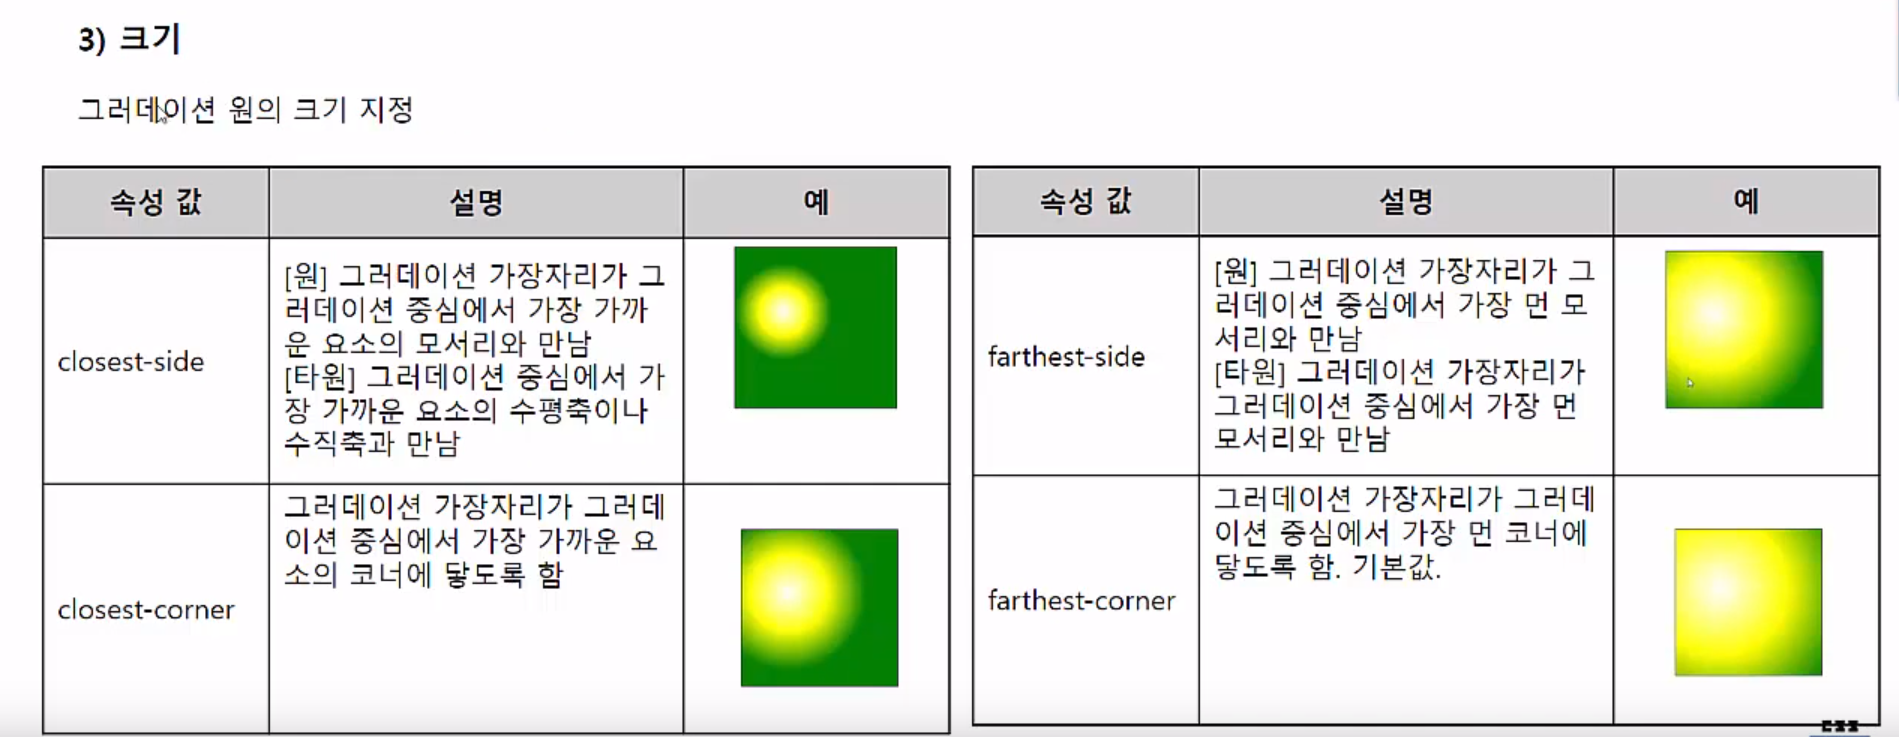 3) 크기
그러데이션 원의 크기 지정
속성 값
설명
예
closest-side
[원] 그러데이션 가장자리가 그
러데이션 중심에서 가장 가까
운 요소의 모서리와 만남
[타원] 그러데이션 중심에서 가
장 가까운 요소의 수평축이나
수직축과 만남
closest-corner
그러데이션 가장자리가 그러데
이션 중심에서 가장 가까운 요
소의 코너에 닿도록 함
속성 값
설명
예
farthest-side
[원] 그러데이션 가장자리가 그
러데이션 중심에서 가장 먼 모
서리와 만남
[타원] 그러데이션 가장자리가
그러데이션 중심에서 가장 먼
모서리와 만남
farthest-corner
그러데이션 가장자리가 그러데
이션 중심에서 가장 먼 코너에
닿도록 함. 기본값.